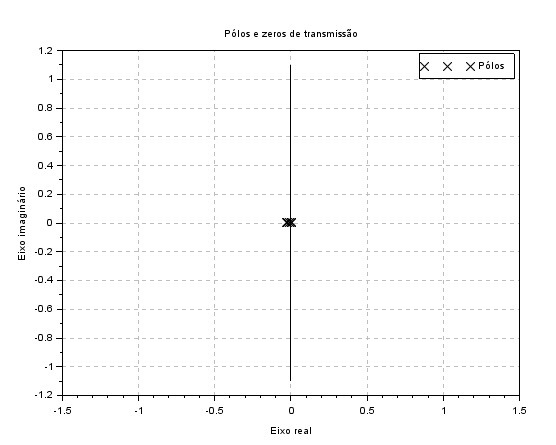 Pólos e zeros de transmissão
1.2
Pólos
1
0.8
0.6
0.4
0.2
0
-0.2
-0.4
-0.6
-0.8
-1
-1.2
Eixo imaginário
-1.5 -1 -0.5 0 0.5 1 1.5
Eixo real